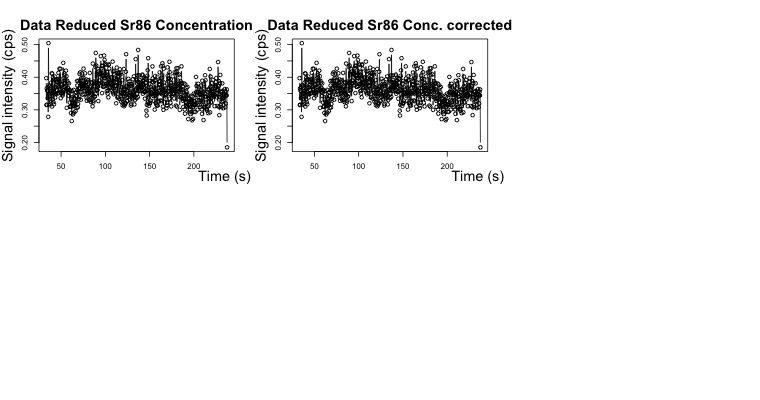 Data Reduced Sr86 Concentration
Signal intensity (cps)
0.20 0.30 0.40 0.50
50 100 150 200
Time (s)
Data Reduced Sr86 Conc. corrected
Signal intensity (cps)
0.20 0.30 0.40 0.50
50 100 150 200
Time (s)